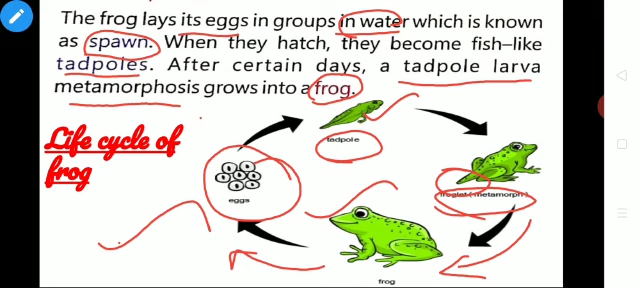 The frog lays its eggs in groups in water which is known
as spawn. When they hatch, they become fish-like
tadpoles. After certain days, a tadpole larva
metamorphosis grows into a frog.
Life cycle of
frog
tadpole
eggs
froglet (metamorph)
frog